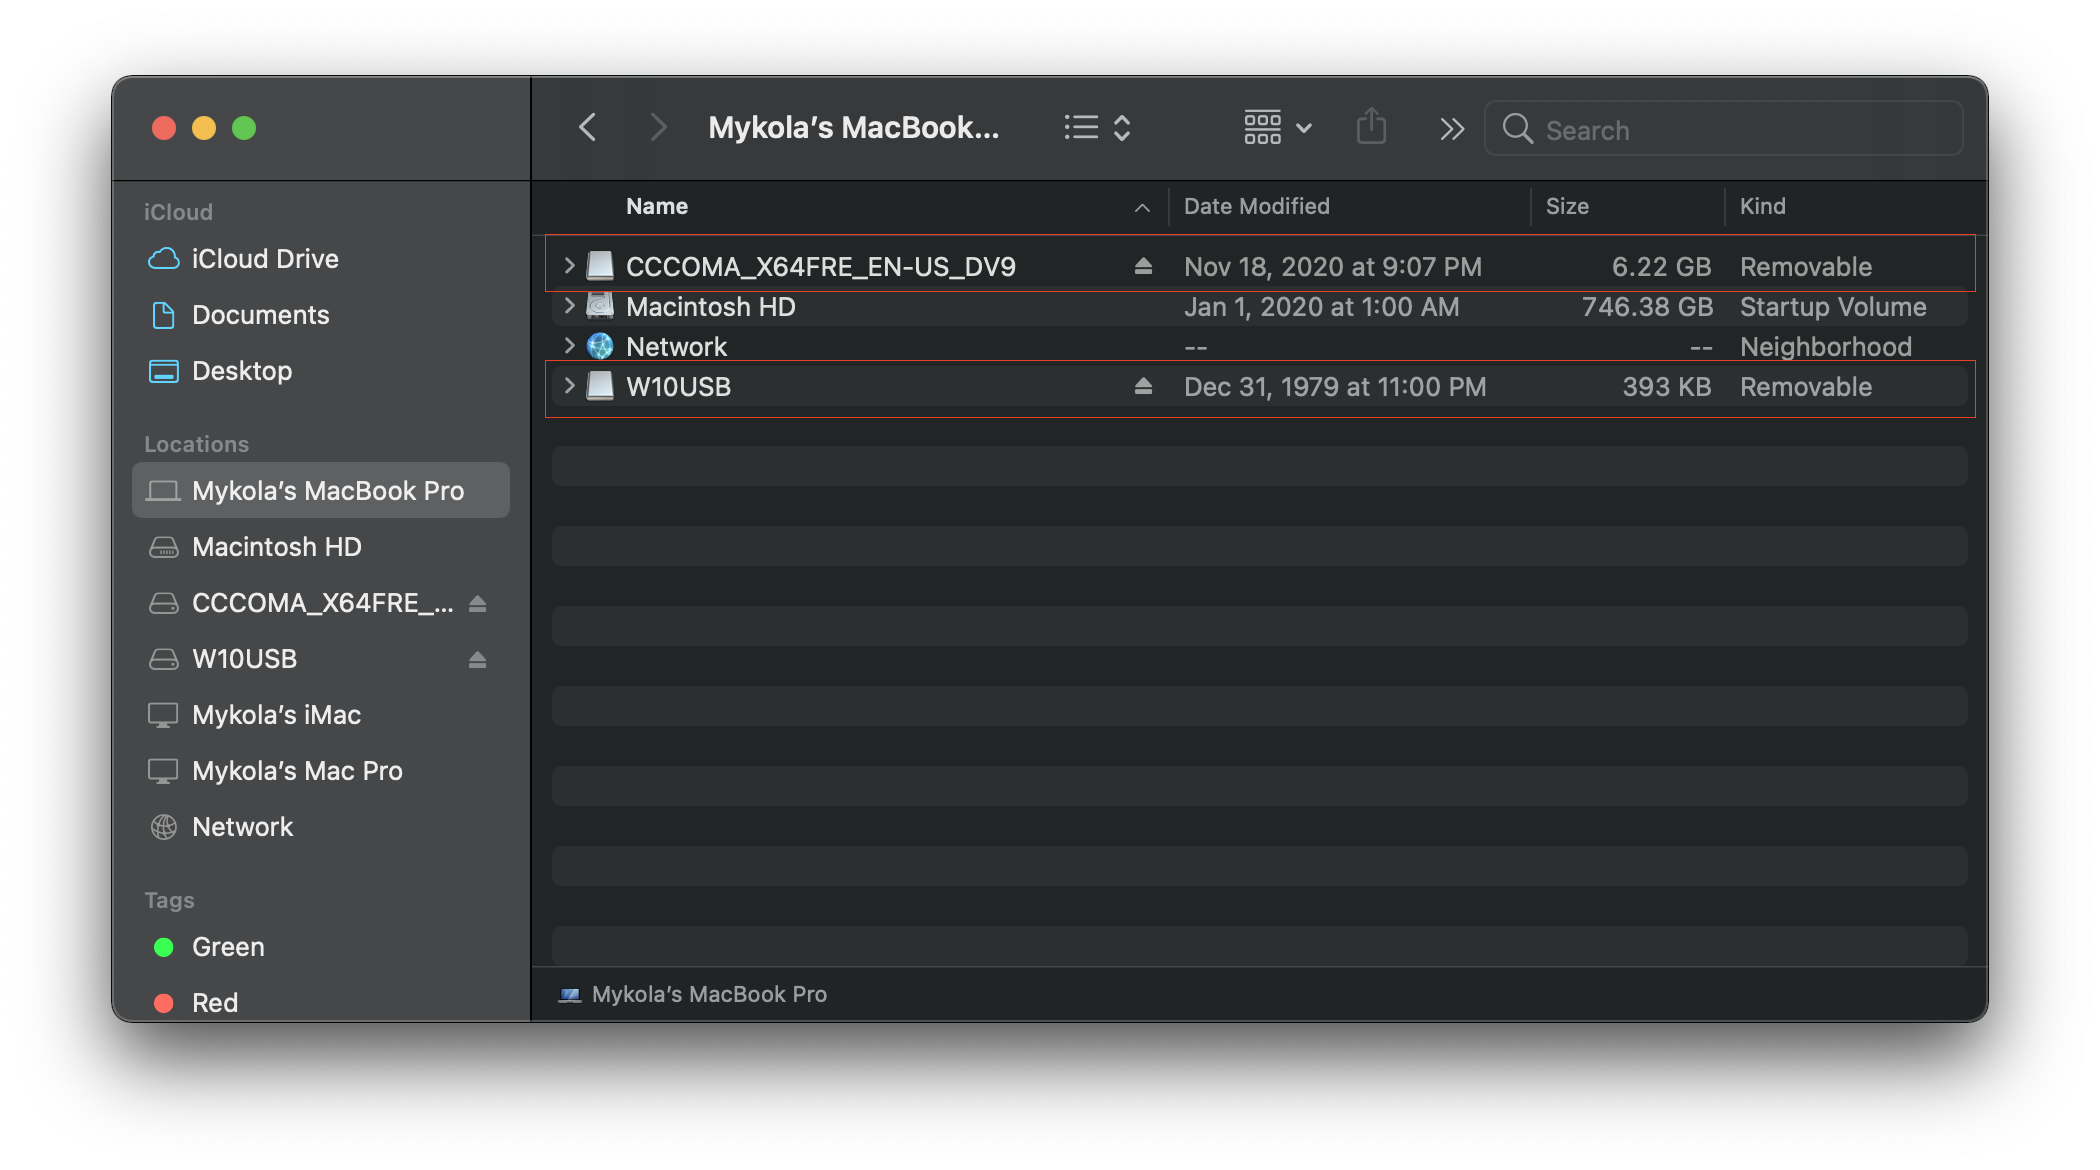 Mykola’s MacBook...
Search
iCloud
iCloud Drive
Documents
Desktop
Locations
Mykola’s MacBook Pro
Macintosh HD
CCCOMA_X64FRE_...
W10USB
Mykola’s iMac
Mykola’s Mac Pro
Network
Tags
Green
Red
Name Date Modified Size Kind
CCCOMA_X64FRE_EN-US_DV9 Nov 18, 2020 at 9:07 PM 6.22 GB Removable
Macintosh HD Jan 1, 2020 at 1:00 AM 746.38 GB Startup Volume
Network -- -- Neighborhood
W10USB Dec 31, 1979 at 11:00 PM 393 KB Removable
Mykola’s MacBook Pro